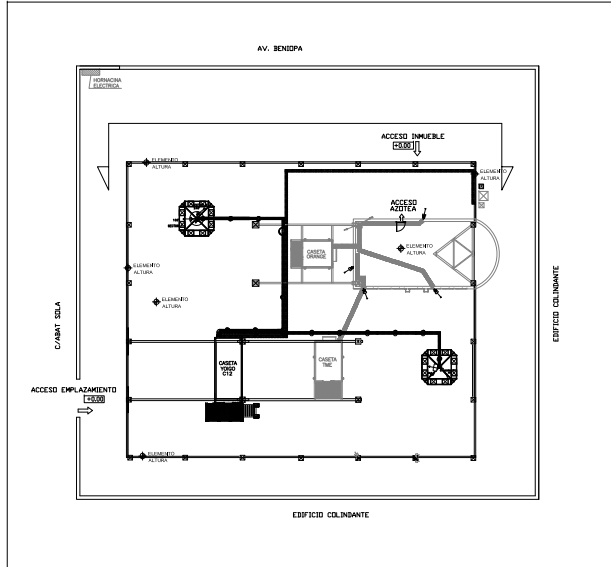 AV. BENIOPA
HORNACINA
ELECTRICA
ACCESO INMUEBLE
+0.00
ELEMENTO
ALTURA
ELEMENTO
ALTURA
ACCESO
AZOTEA
ELEMENTO
ALTURA
CASETA
ORANGE
ELEMENTO
ALTURA
ELEMENTO
ALTURA
C/ABAT SOLA
EDIFICIO COLINDANTE
CASETA
YOIGO
C12
CASETA
TME
ACCESO EMPLAZAMIENTO
+0.00
ELEMENTO
ALTURA
EDIFICIO COLINDANTE